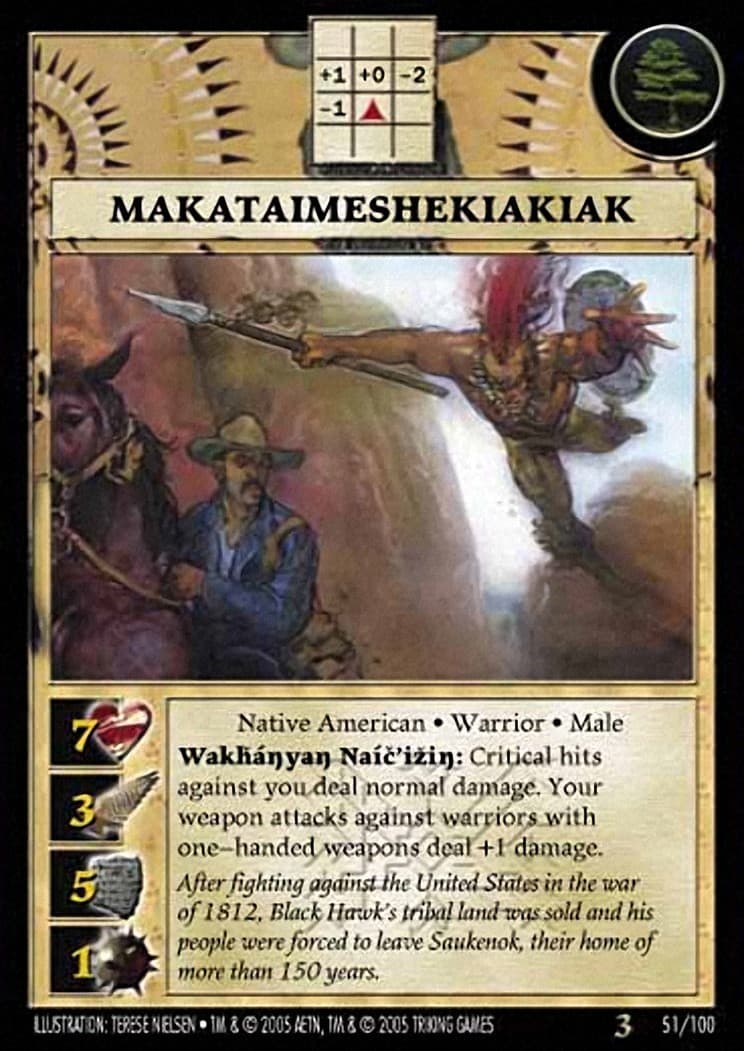 +1 +0 -2
-1
MAKATAIMESHEKIAKIAK
7
3
5
1
Native American • Warrior • Male
Wakȟáŋyaŋ Naíč'ižiŋ: Critical hits
against you deal normal damage. Your
weapon attacks against warriors with
one-handed weapons deal +1 damage.
After fighting against the United States in the war
of 1812, Black Hawk's tribal land was sold and his
people were forced to leave Saukenok, their home of
more than 150 years.
ILLUSTRATION: TERESE NIELSEN • TM & © 2005 AETN, TM & © 2005 TRIKING GAMES
3 51/100